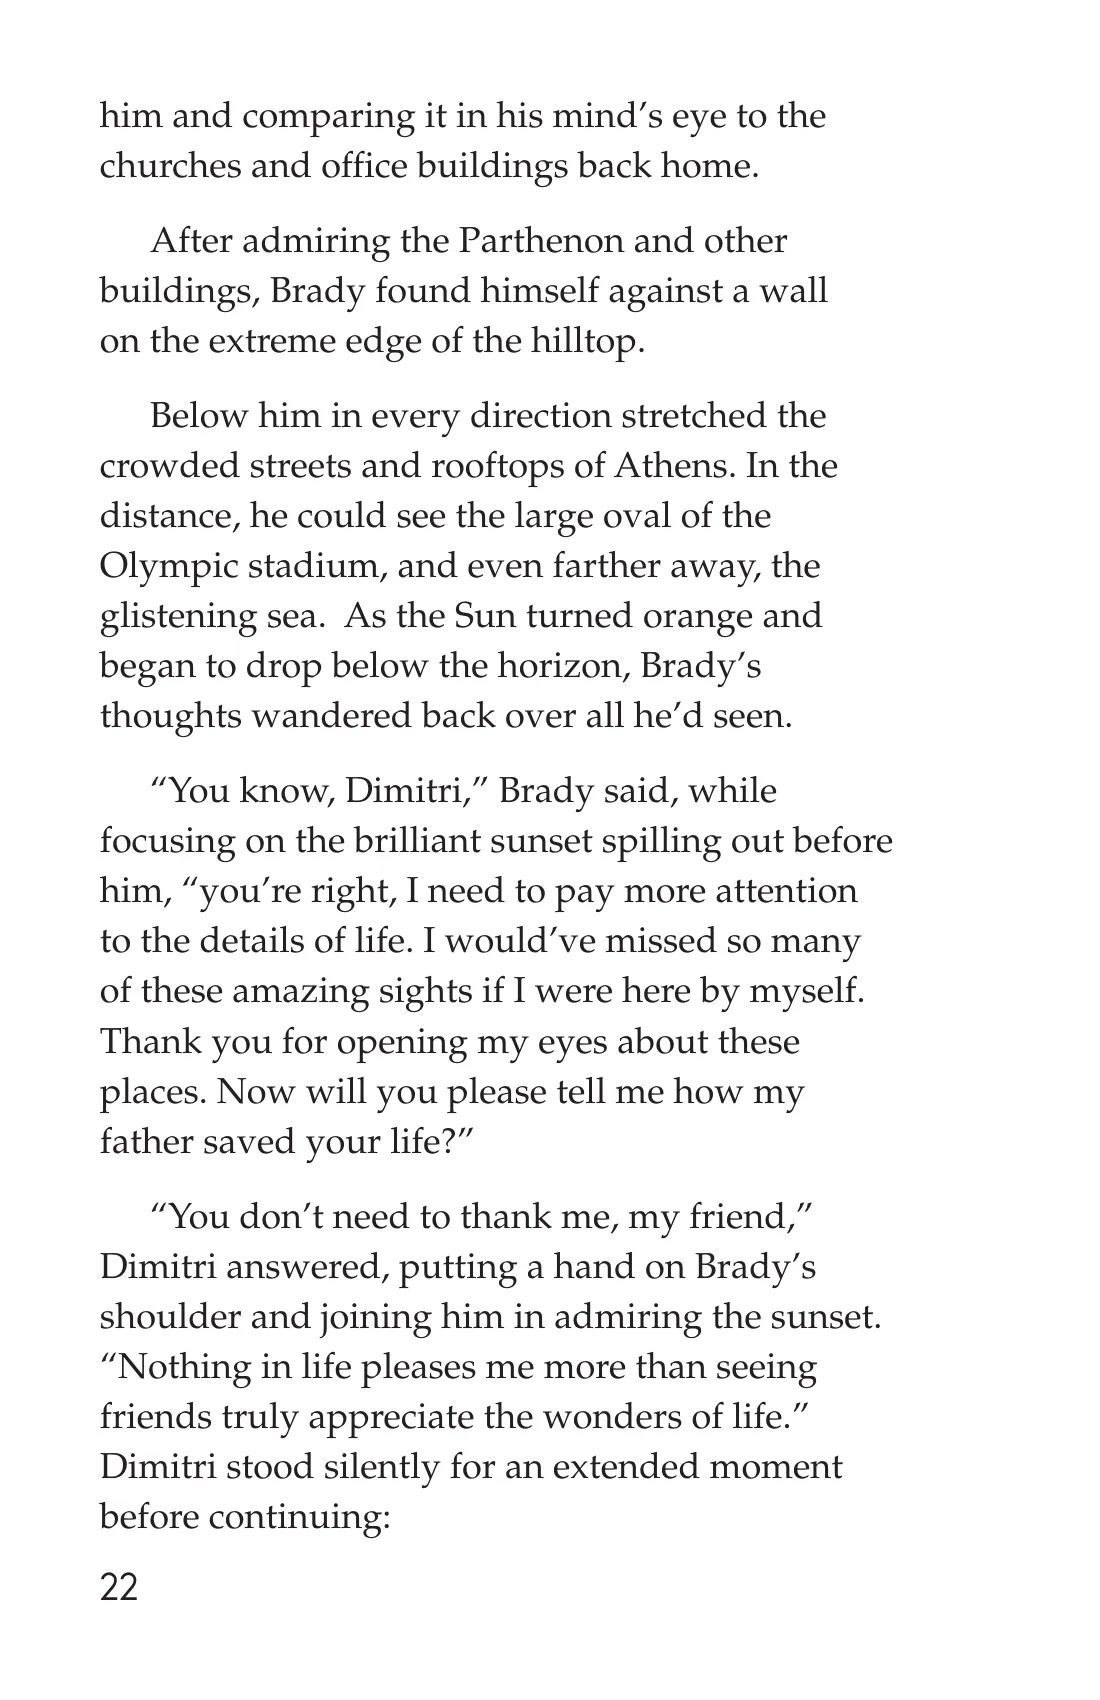 him and comparing it in his mind’s eye to the
churches and office buildings back home.
After admiring the Parthenon and other
buildings, Brady found himself against a wall
on the extreme edge of the hilltop.
Below him in every direction stretched the
crowded streets and rooftops of Athens. In the
distance, he could see the large oval of the
Olympic stadium, and even farther away, the
glistening sea.  As the Sun turned orange and
began to drop below the horizon, Brady’s
thoughts wandered back over all he’d seen.
“You know, Dimitri,” Brady said, while
focusing on the brilliant sunset spilling out before
him, “you’re right, I need to pay more attention
to the details of life. I would’ve missed so many
of these amazing sights if I were here by myself.
Thank you for opening my eyes about these
places. Now will you please tell me how my
father saved your life?”
“You don’t need to thank me, my friend,”
Dimitri answered, putting a hand on Brady’s
shoulder and joining him in admiring the sunset.
“Nothing in life pleases me more than seeing
friends truly appreciate the wonders of life.”
Dimitri stood silently for an extended moment
before continuing:
22